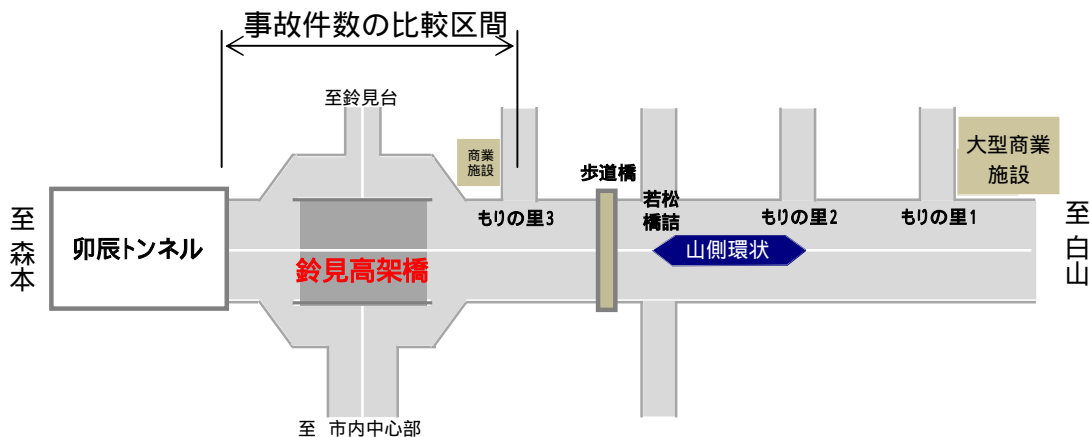 事故件数の比較区間
至鈴見台
商業
施設
大型商業
施設
歩道橋
若松
橋詰
もりの里3
もりの里2
もりの里1
至 森本
卯辰トンネル
鈴見高架橋
山側環状
至 白山
至 市内中心部